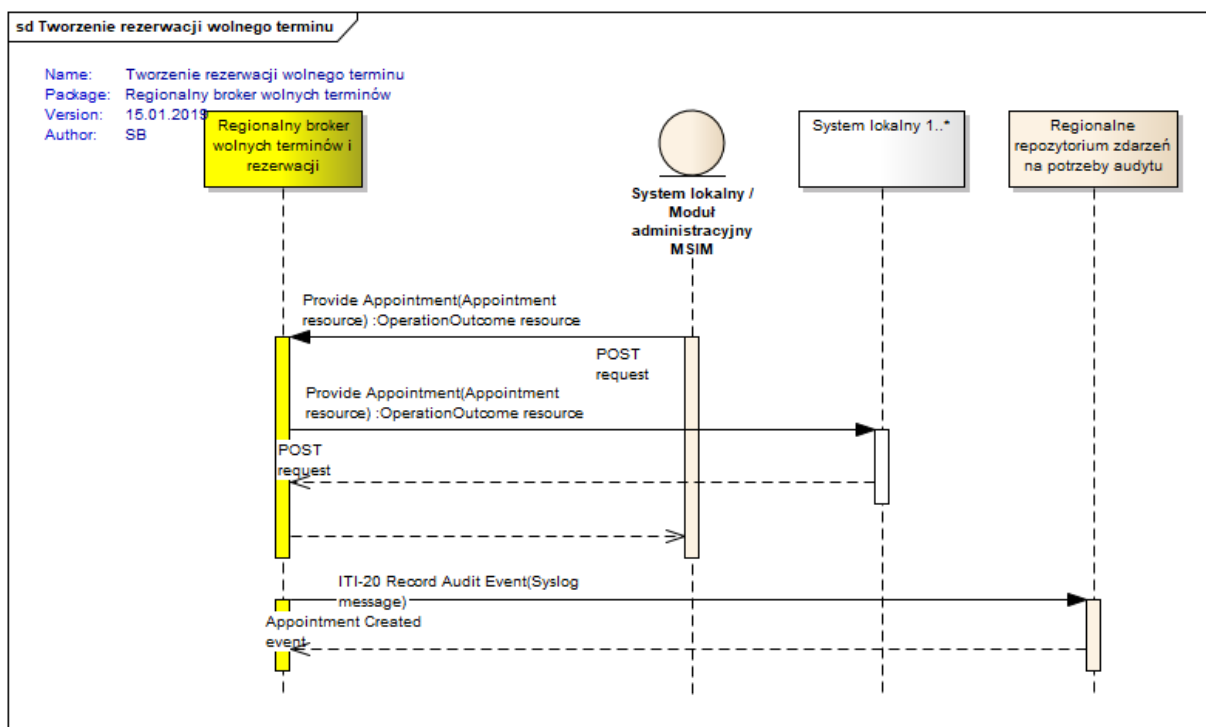 sd Tworzenie rezerwacji wolnego terminu
Name: Tworzenie rezerwacji wolnego terminu
Package: Regionalny broker wolnych terminów
Version: 15.01.2019
Author: SB
Regionalny broker
wolnych terminów i
rezerwacji
System lokalny /
Moduł
administracyjny
MSIM
System lokalny 1..*
Regionalne
repozytorium zdarzeń
na potrzeby audytu
Provide Appointment(Appointment
resource) :OperationOutcome resource
POST
request
Provide Appointment(Appointment
resource) :OperationOutcome resource
POST
request
ITI-20 Record Audit Event(Syslog
message)
Appointment Created
event